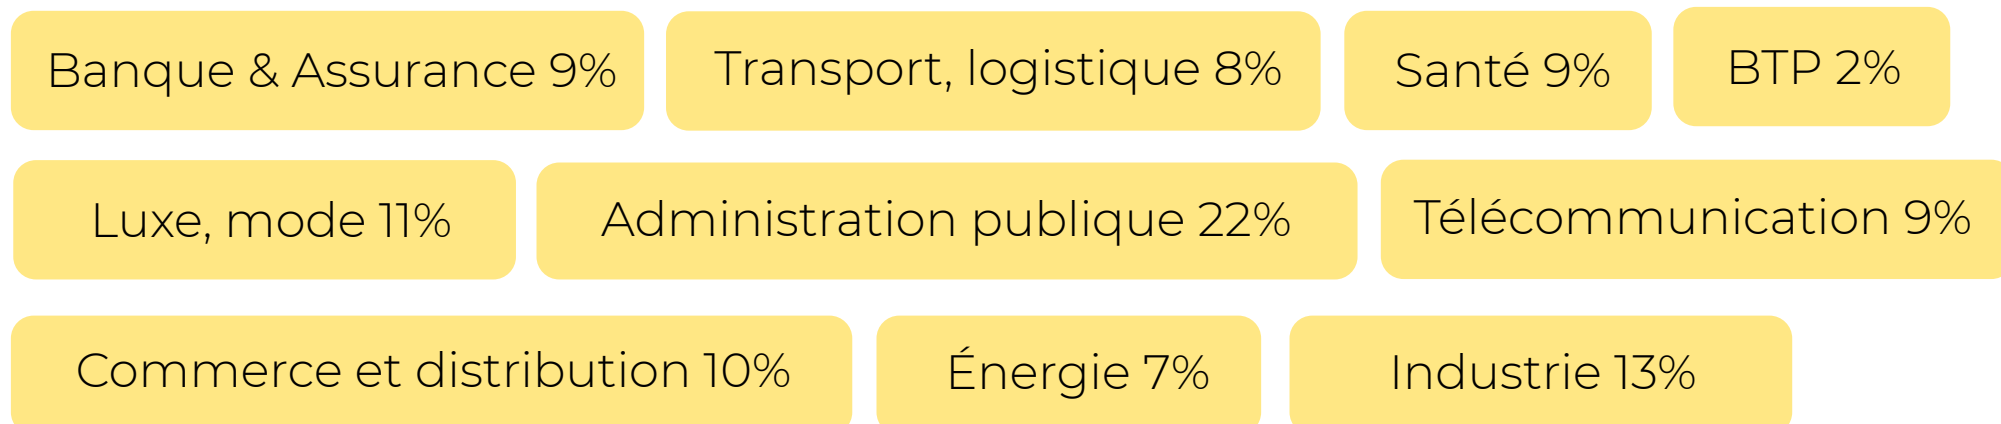 Banque & Assurance 9%
Transport, logistique 8%
Santé 9%
BTP 2%
Luxe, mode 11%
Administration publique 22%
Télécommunication 9%
Commerce et distribution 10%
Énergie 7%
Industrie 13%